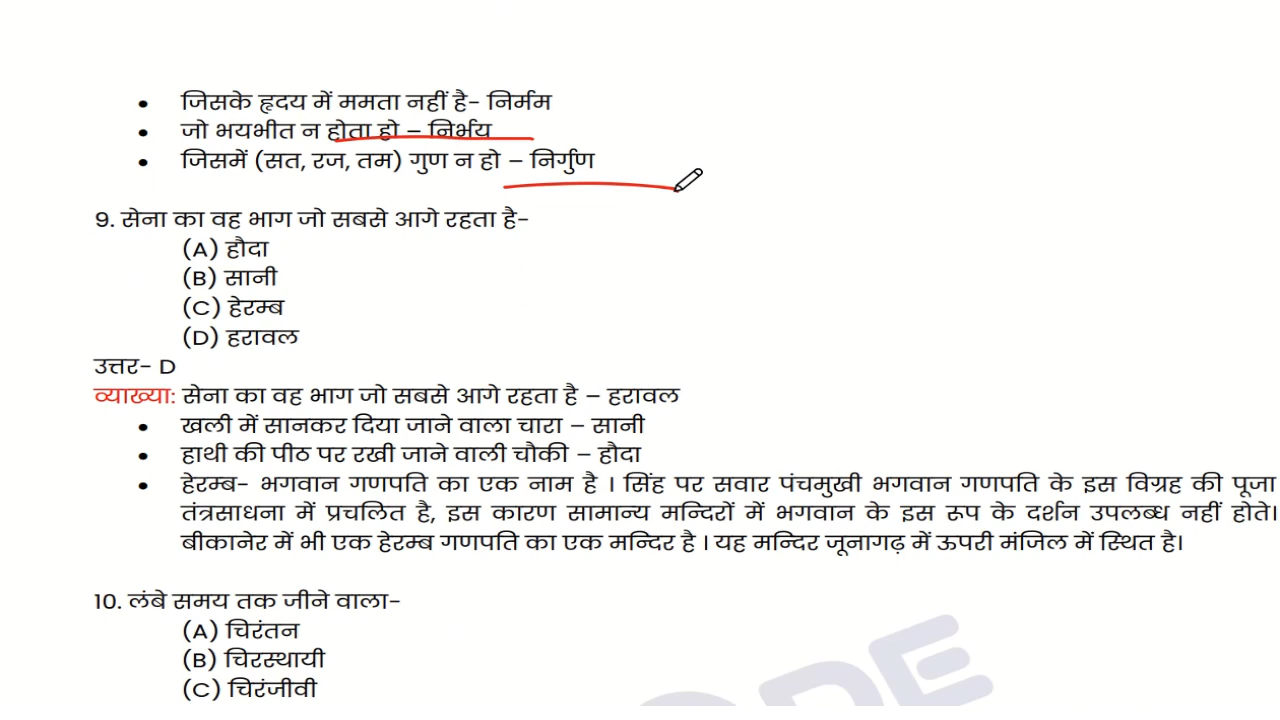 • जिसके हृदय में ममता नहीं है- निर्मम
• जो भयभीत न होता हो – निर्भय
• जिसमें (सत, रज, तम) गुण न हो – निर्गुण
9. सेना का वह भाग जो सबसे आगे रहता है-
(A) हौदा
(B) सानी
(C) हेरम्ब
(D) हरावल
उत्तर- D
व्याख्या: सेना का वह भाग जो सबसे आगे रहता है – हरावल
• खली में सानकर दिया जाने वाला चारा – सानी
• हाथी की पीठ पर रखी जाने वाली चौकी – हौदा
• हेरम्ब- भगवान गणपति का एक नाम है । सिंह पर सवार पंचमुखी भगवान गणपति के इस विग्रह की पूजा
तंत्रसाधना में प्रचलित है, इस कारण सामान्य मन्दिरों में भगवान के इस रूप के दर्शन उपलब्ध नहीं होते।
बीकानेर में भी एक हेरम्ब गणपति का एक मन्दिर है । यह मन्दिर जूनागढ़ में ऊपरी मंजिल में स्थित है।
10. लंबे समय तक जीने वाला-
(A) चिरंतन
(B) चिरस्थायी
(C) चिरंजीवी